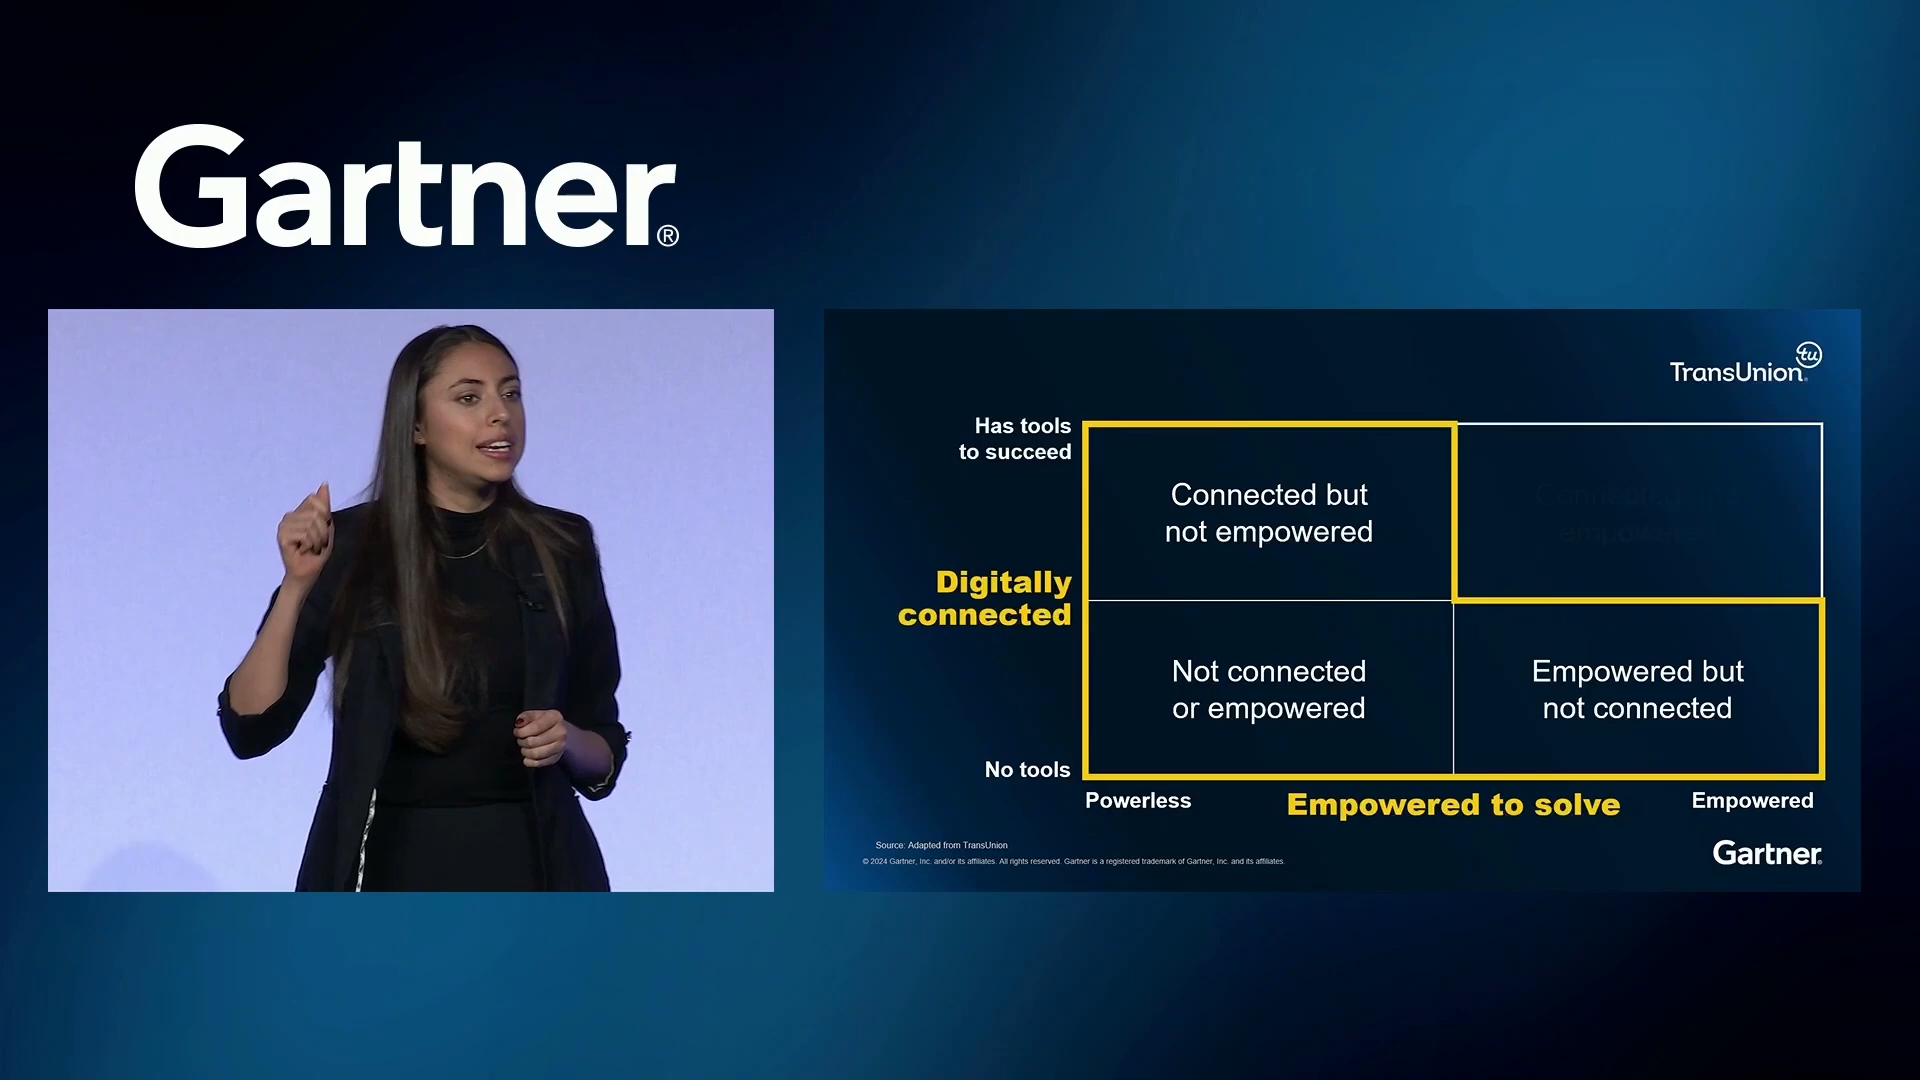 Gartner®
TransUnion®
tu
Has tools
to succeed
Connected but
not empowered
Digitally
connected
Not connected
or empowered
Empowered but
not connected
No tools
Powerless
Empowered to solve
Empowered
Source: Adapted from TransUnion
© 2024 Gartner, Inc. and/or its affiliates. All rights reserved. Gartner is a registered trademark of Gartner, Inc. and its affiliates.
Gartner®